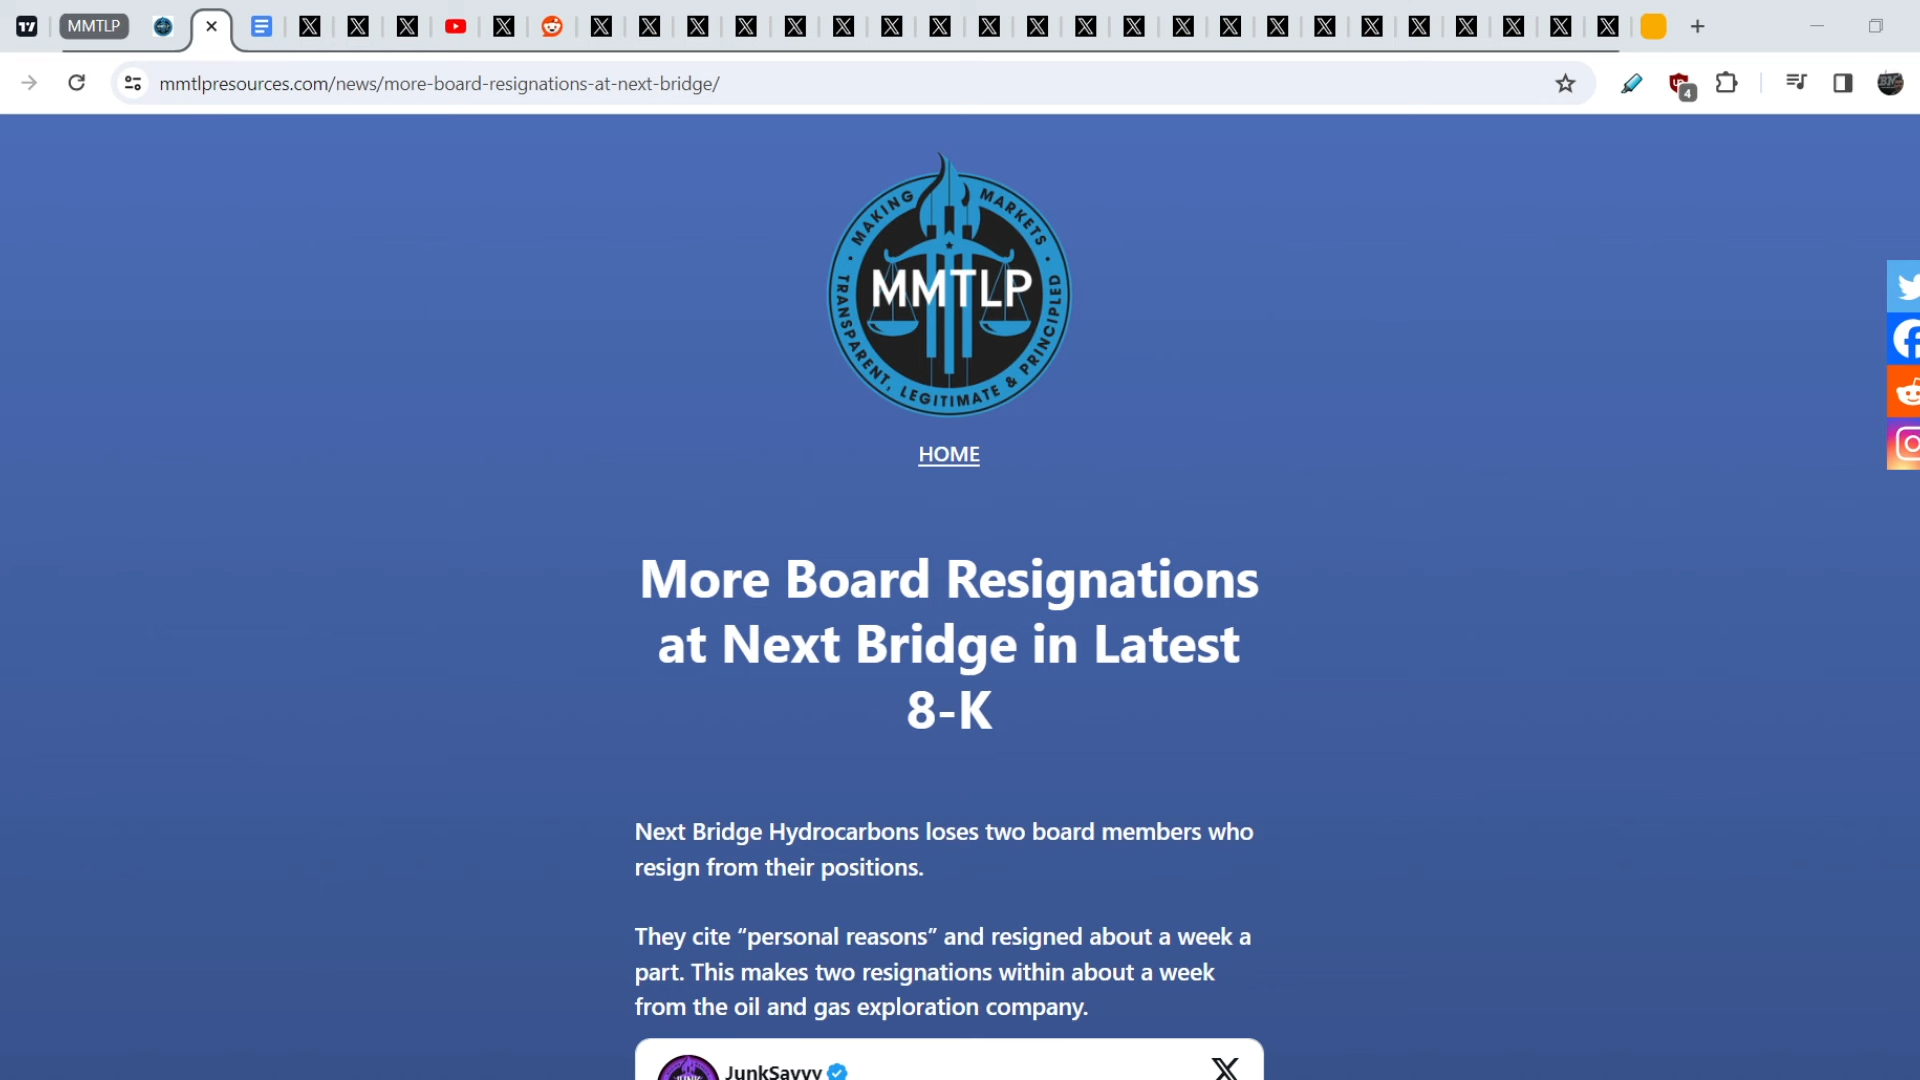 MMTLP
mmtlpresources.com/news/more-board-resignations-at-next-bridge/
4
MAKING MARKETS
MMTLP
TRANSPARENT, LEGITIMATE & PRINCIPLED
HOME
More Board Resignations
at Next Bridge in Latest
8-K
Next Bridge Hydrocarbons loses two board members who
resign from their positions.
They cite “personal reasons” and resigned about a week a
part. This makes two resignations within about a week
from the oil and gas exploration company.
JunkSavvy